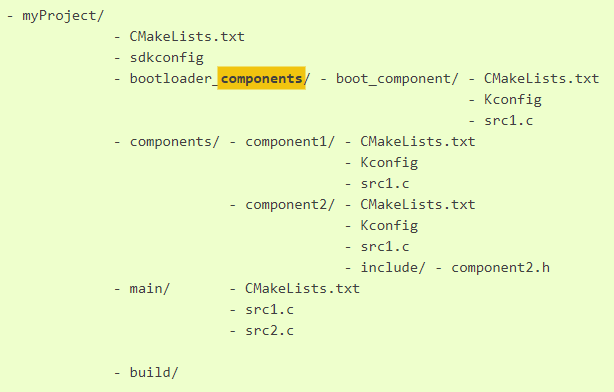 - myProject/
- CMakeLists.txt
- sdkconfig
- bootloader_components/ - boot_component/ - CMakeLists.txt
- Kconfig
- src1.c
- components/ - component1/ - CMakeLists.txt
- Kconfig
- src1.c
- component2/ - CMakeLists.txt
- Kconfig
- src1.c
- include/ - component2.h
- main/ - CMakeLists.txt
- src1.c
- src2.c
- build/